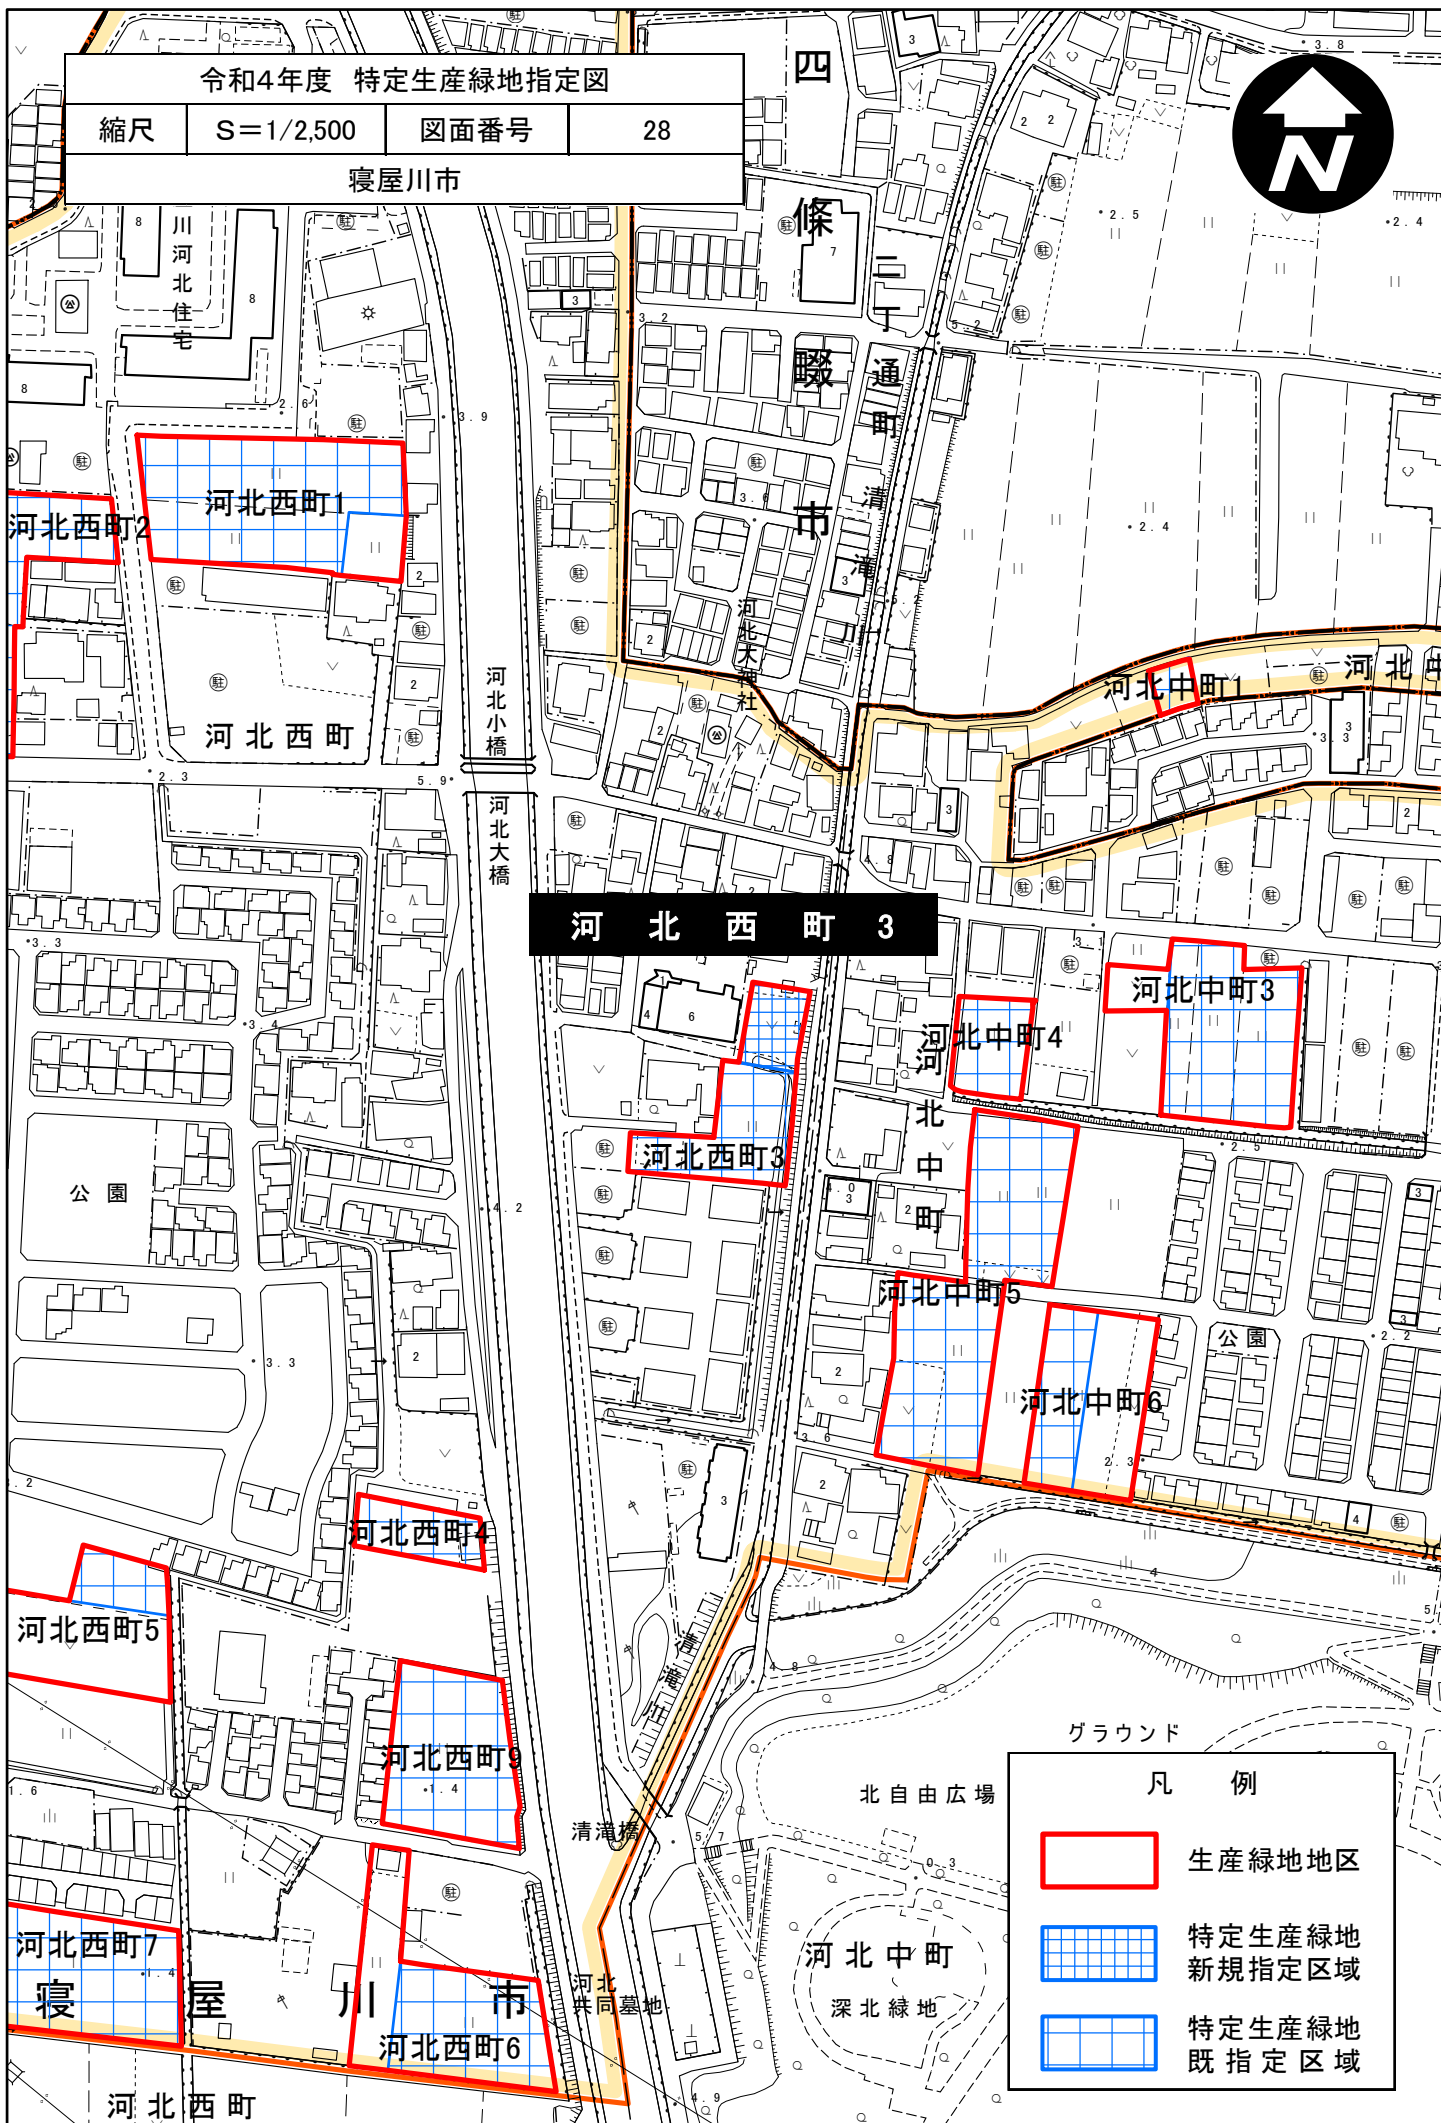 令和4年度 特定生産緑地指定図
縮尺 S=1/2,500 図面番号 28
寝屋川市
N
四條畷市
二丁通町
清滝川
川河北住宅
河北西町1
河北西町2
河北大神社
河北小橋
河北大橋
河北西町
河北中町1
河北中
河北西町 3
河北中町3
河北中町4
河北中町
河北西町3
公園
河北中町5
河北中町6
公園
河北西町4
河北西町5
清滝川
河北西町9
グラウンド
北自由広場
清滝橋
河北西町7
寝屋川市
河北
共同墓地
河北中町
深北緑地
河北西町6
河北西町
凡例
生産緑地地区
特定生産緑地
新規指定区域
特定生産緑地
既指定区域